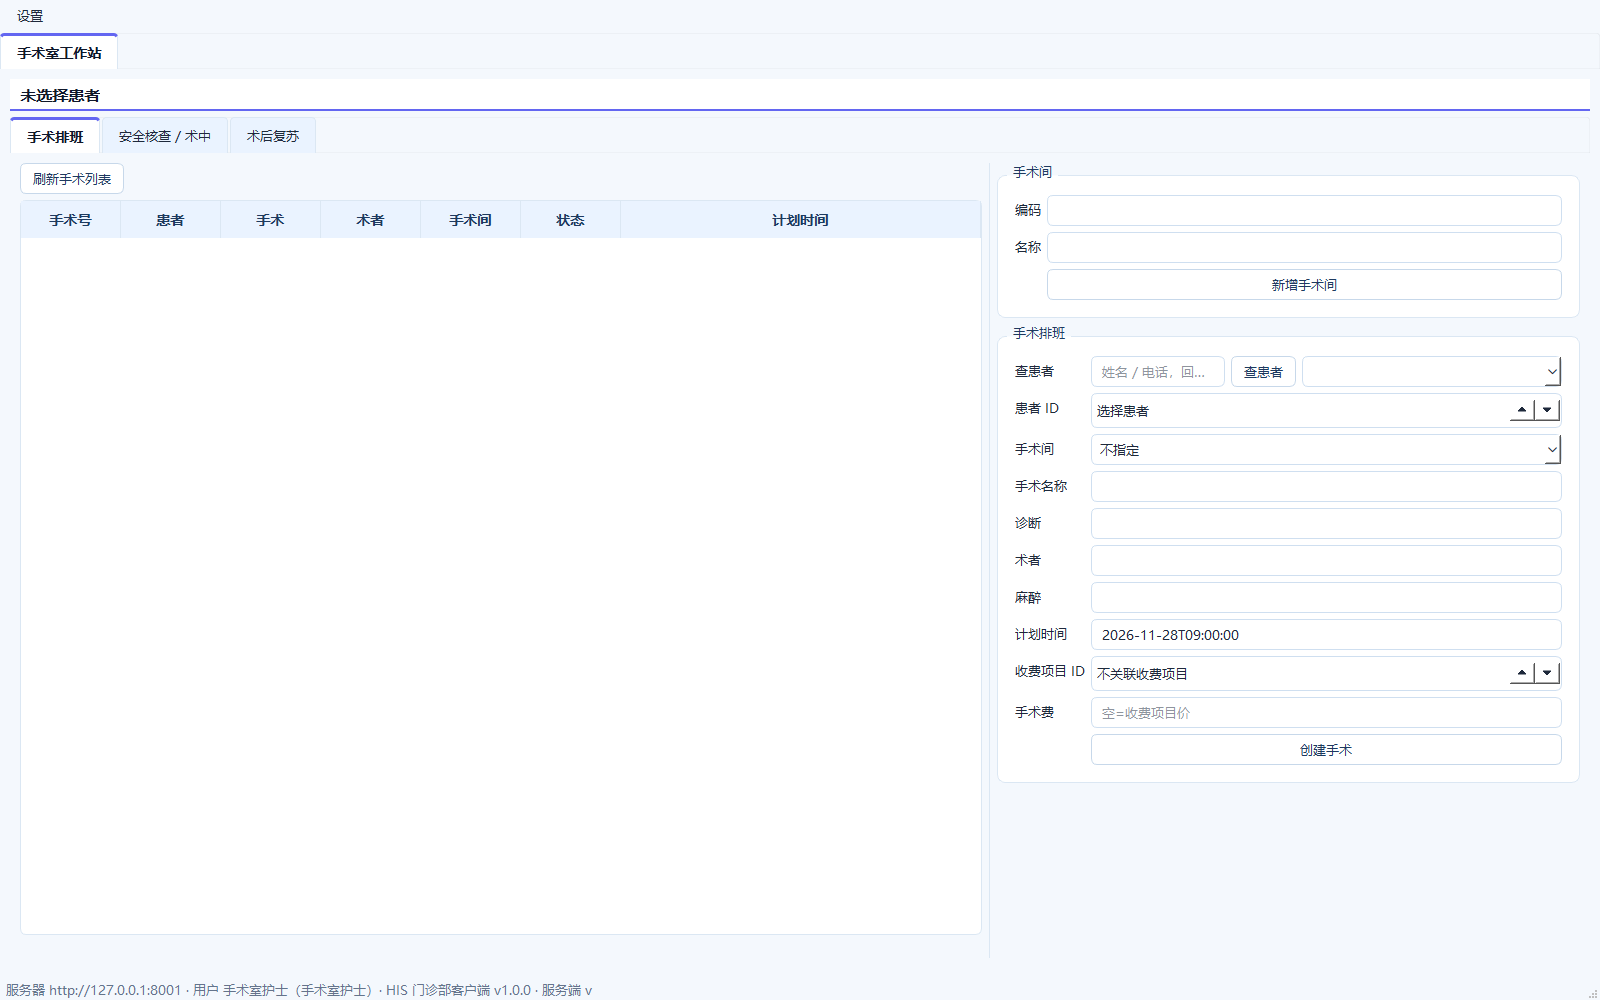 设置
手术室工作站
未选择患者
手术排班 安全核查 / 术中 术后复苏
刷新手术列表
手术号 患者 手术 术者 手术间 状态 计划时间
手术间
编码
名称
新增手术间
手术排班
查患者 姓名 / 电话，回... 查患者
患者 ID 选择患者
手术间 不指定
手术名称
诊断
术者
麻醉
计划时间 2026-11-28T09:00:00
收费项目 ID 不关联收费项目
手术费 空=收费项目价
创建手术
服务器 http://127.0.0.1:8001 · 用户 手术室护士（手术室护士）· HIS 门诊部客户端 v1.0.0 · 服务端 v